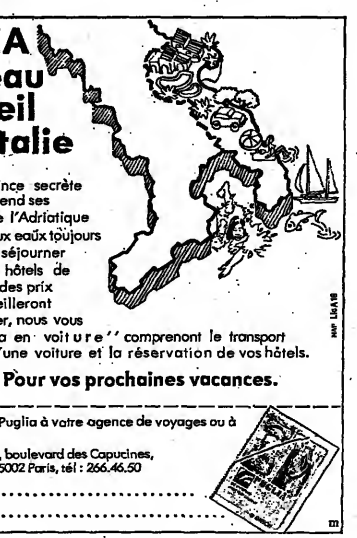 A
eau
eil
talie
ince secrète
end ses
e l'Adriatique
ux eaux toujours
séjourner
hôtels de
des prix
eilleront
er, nous vous
a en voiture'' comprennent le transport
'une voiture et la réservation de vos hôtels.
Pour vos prochaines vacances.
Puglia à votre agence de voyages ou à
, boulevard des Capucines,
5002 Paris, tél : 266.46.50
m